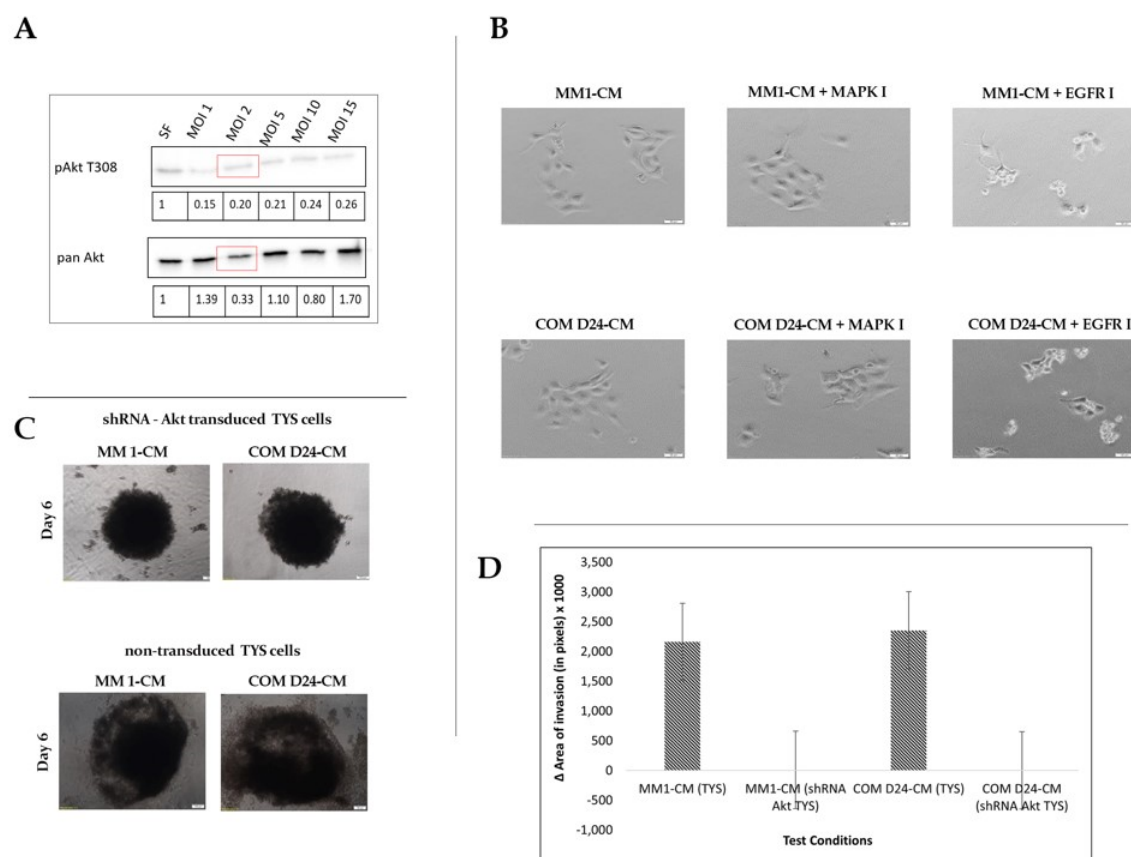 A
SF
MOI 1
MOI 2
MOI 5
MOI 10
MOI 15
pAkt T308
1 0.15 0.20 0.21 0.24 0.26
pan Akt
1 1.39 0.33 1.10 0.80 1.70
B
MM1-CM
MM1-CM + MAPK I
MM1-CM + EGFR I
COM D24-CM
COM D24-CM + MAPK I
COM D24-CM + EGFR I
C
shRNA - Akt transduced TYS cells
MM 1-CM
COM D24-CM
Day 6
non-transduced TYS cells
MM 1-CM
COM D24-CM
Day 6
D
Δ Area of invasion (in pixels) x 1000
3,500
3,000
2,500
2,000
1,500
1,000
500
0
-500
-1,000
MM1-CM (TYS)
MM1-CM (shRNA
Akt TYS)
COM D24-CM (TYS)
COM D24-CM
(shRNA Akt TYS)
Test Conditions